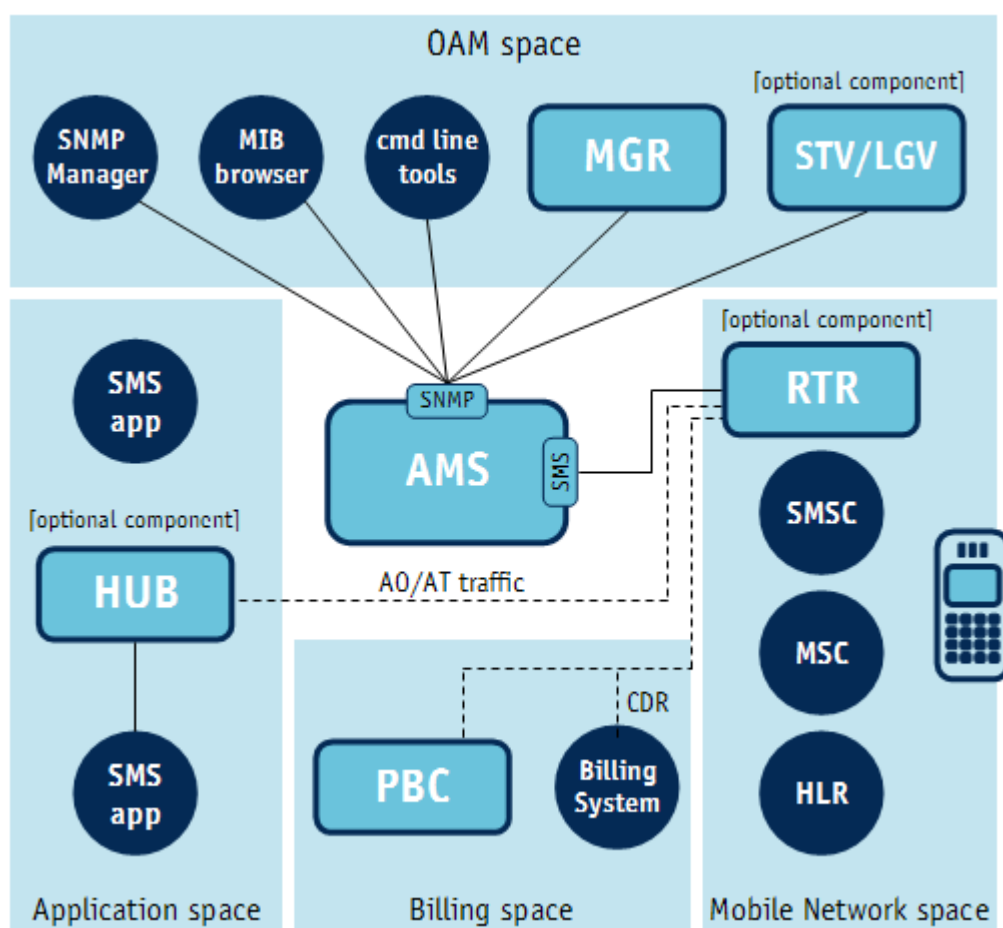 OAM space
[optional component]
SNMP
Manager
MIB
browser
cmd line
tools
MGR
STV/LGV
SMS
app
[optional component]
HUB
SMS
app
Application space
SNMP
AMS
SMS
AO/AT traffic
CDR
PBC
Billing
System
Billing space
[optional component]
RTR
SMSC
MSC
HLR
Mobile Network space